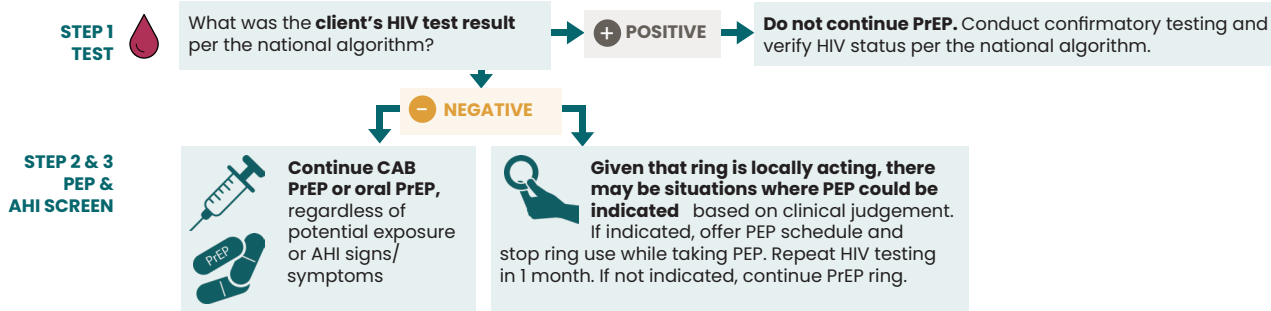 STEP 1
TEST
What was the client's HIV test result
per the national algorithm?
+ POSITIVE
Do not continue PrEP. Conduct confirmatory testing and
verify HIV status per the national algorithm.
− NEGATIVE
STEP 2 & 3
PEP &
AHI SCREEN
PrEP
Continue CAB
PrEP or oral PrEP,
regardless of
potential exposure
or AHI signs/
symptoms
Given that ring is locally acting, there
may be situations where PEP could be
indicated based on clinical judgement.
If indicated, offer PEP schedule and
stop ring use while taking PEP. Repeat HIV testing
in 1 month. If not indicated, continue PrEP ring.